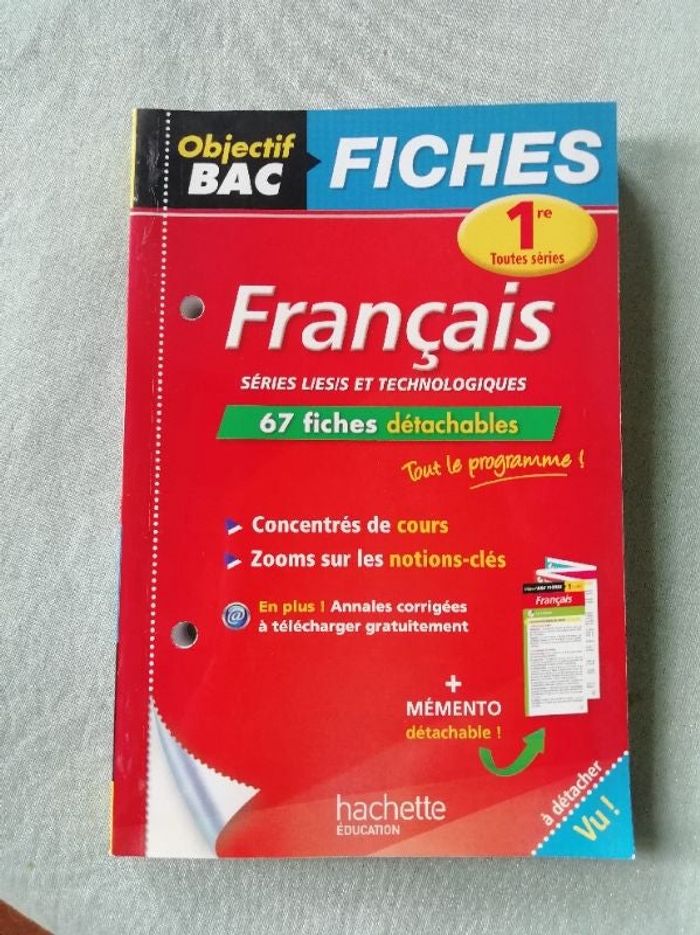 Objectif
BAC
FICHES
1re
Toutes séries
Français
SÉRIES L/ES/S ET TECHNOLOGIQUES
67 fiches détachables
Tout le programme !
Concentrés de cours
Zooms sur les notions-clés
@
En plus ! Annales corrigées
à télécharger gratuitement
Français
+
MÉMENTO
détachable !
hachette
ÉDUCATION
à détacher
Vu !